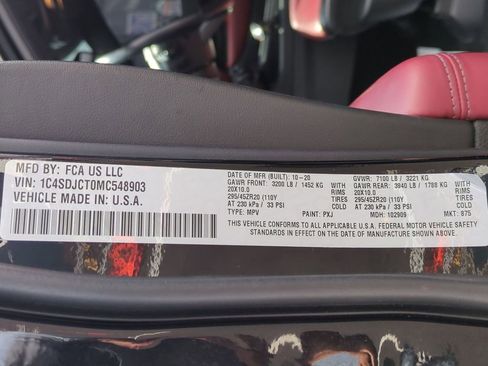 MFD BY: FCA US LLC
VIN: 1C4SDJCT0MC548903
VEHICLE MADE IN: U.S.A.
DATE OF MFR (BUILT): 10-20 GVWR: 7100 LB / 3221 KG
GAWR FRONT: 3200 LB / 1452 KG WITH GAWR REAR: 3940 LB / 1788 KG WITH
20X10.0 RIMS 20X10.0 RIMS
295/45ZR20 (110Y TIRES 295/45ZR20 (110Y TIRES
AT 230 kPa / 33 PSI COLD AT 230 kPa / 33 PSI COLD
TYPE: MPV PAINT: PXJ MDH: 102909 MKT: 875
THIS VEHICLE CONFORMS TO ALL APPLICABLE U.S.A. FEDERAL MOTOR VEHICLE SAFETY
STANDARDS IN EFFECT ON THE DATE OF MANUFACTURE SHOWN ABOVE.